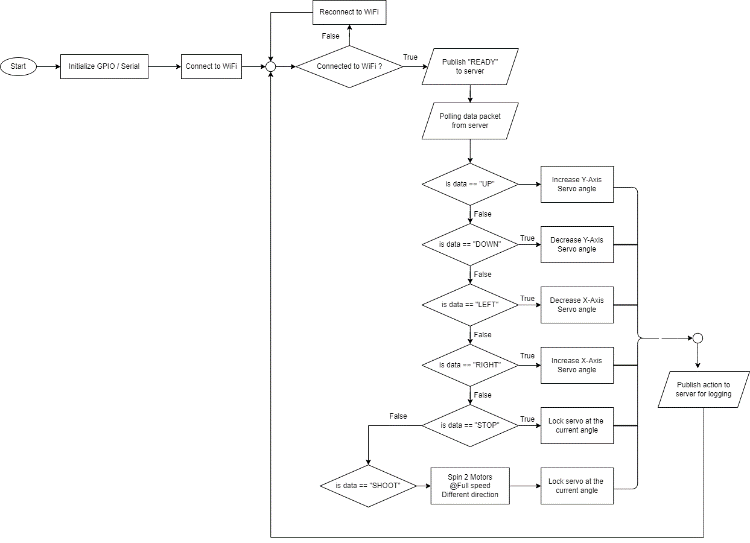 Reconnect to WiFi
False
Start
Initialize GPIO / Serial
Connect to WiFi
Connected to WiFi ?
True
Publish "READY"
to server
Polling data packet
from server
is data == "UP"
Increase Y-Axis
Servo angle
False
is data == "DOWN"
True
Decrease Y-Axis
Servo angle
False
is data == "LEFT"
True
Decrease X-Axis
Servo angle
False
is data == "RIGHT"
True
Increase X-Axis
Servo angle
False
Publish action to
server for logging
False
is data == "STOP"
True
Lock servo at the
current angle
is data == "SHOOT"
Spin 2 Motors
@Full speed
Different direction
Lock servo at the
current angle